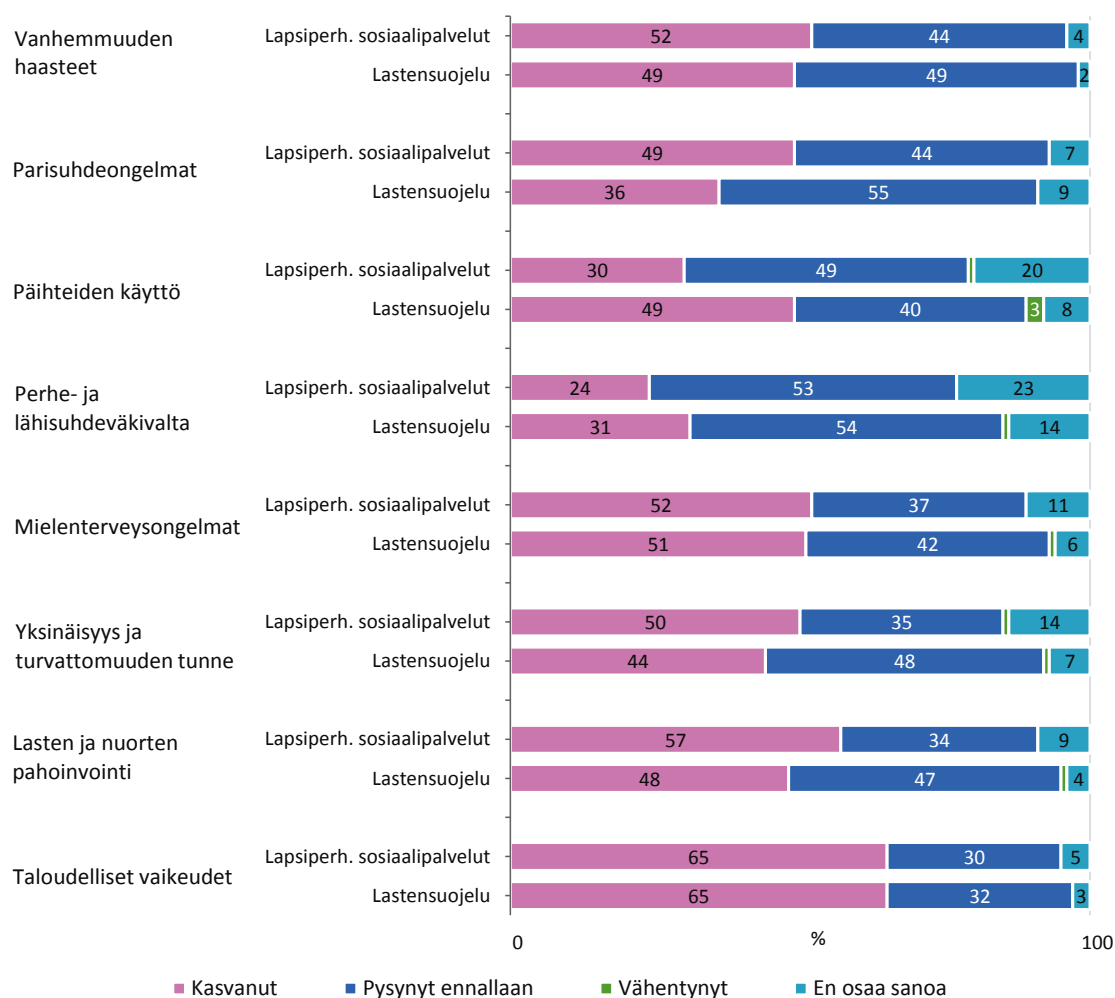 Vanhemmuuden
haasteet
Lapsiperh. sosiaalipalvelut 52 44 4
Lastensuojelu 49 49 2
Parisuhdeongelmat
Lapsiperh. sosiaalipalvelut 49 44 7
Lastensuojelu 36 55 9
Päihteiden käyttö
Lapsiperh. sosiaalipalvelut 30 49 20
Lastensuojelu 49 40 3 8
Perhe- ja
lähisuhdeväkivalta
Lapsiperh. sosiaalipalvelut 24 53 23
Lastensuojelu 31 54 14
Mielenterveysongelmat
Lapsiperh. sosiaalipalvelut 52 37 11
Lastensuojelu 51 42 6
Yksinäisyys ja
turvattomuuden tunne
Lapsiperh. sosiaalipalvelut 50 35 14
Lastensuojelu 44 48 7
Lasten ja nuorten
pahoinvointi
Lapsiperh. sosiaalipalvelut 57 34 9
Lastensuojelu 48 47 4
Taloudelliset vaikeudet
Lapsiperh. sosiaalipalvelut 65 30 5
Lastensuojelu 65 32 3
0 % 100
Kasvanut Pysynyt ennallaan Vähentynyt En osaa sanoa